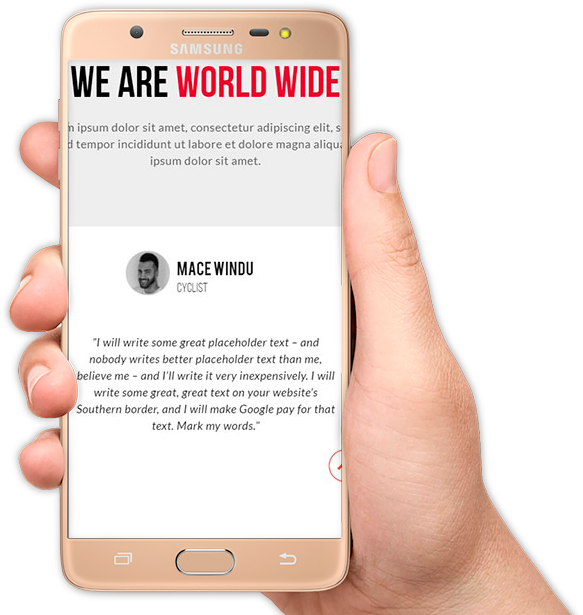 SAMSUNG
WE ARE WORLD WIDE
m ipsum dolor sit amet, consectetur adipiscing elit, s
d tempor incididunt ut labore et dolore magna aliqua
ipsum dolor sit amet.
MACE WINDU
CYCLIST
"I will write some great placeholder text – and
nobody writes better placeholder text than me,
believe me – and I'll write it very inexpensively. I will
write some great, great text on your website's
Southern border, and I will make Google pay for that
text. Mark my words."